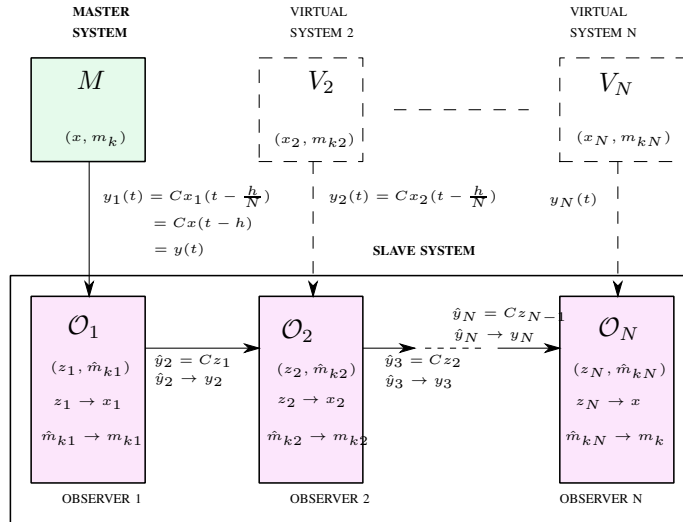 MASTER
SYSTEM
VIRTUAL
SYSTEM 2
VIRTUAL
SYSTEM N
M
(x, m_k)
V_2
(x_2, m_{k2})
V_N
(x_N, m_{kN})
y_1(t) = Cx_1(t − \frac{h}{N})
= Cx(t − h)
= y(t)
y_2(t) = Cx_2(t − \frac{h}{N})
y_N(t)
SLAVE SYSTEM
𝒪_1
(z_1, m̂_{k1})
z_1 → x_1
m̂_{k1} → m_{k1}
ŷ_2 = Cz_1
ŷ_2 → y_2
𝒪_2
(z_2, m̂_{k2})
z_2 → x_2
m̂_{k2} → m_{k2}
ŷ_3 = Cz_2
ŷ_3 → y_3
ŷ_N = Cz_{N−1}
ŷ_N → y_N
𝒪_N
(z_N, m̂_{kN})
z_N → x
m̂_{kN} → m_k
OBSERVER 1
OBSERVER 2
OBSERVER N